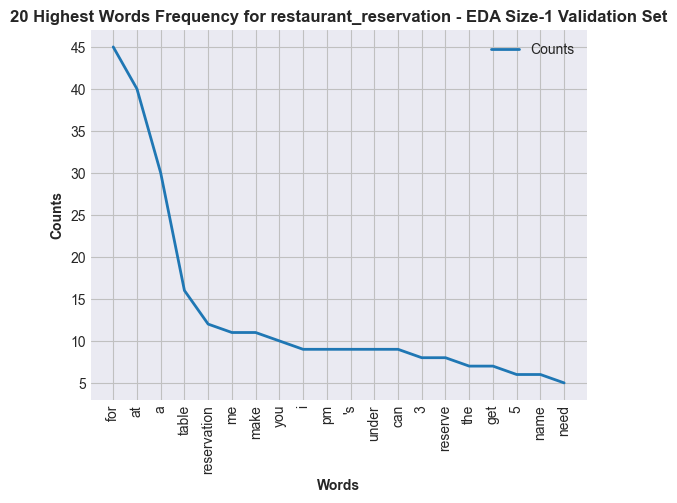 20 Highest Words Frequency for restaurant_reservation - EDA Size-1 Validation Set
Counts
Counts
45
40
35
30
25
20
15
10
5
for
at
a
table
reservation
me
make
you
i
pm
's
under
can
3
reserve
the
get
5
name
need
Words